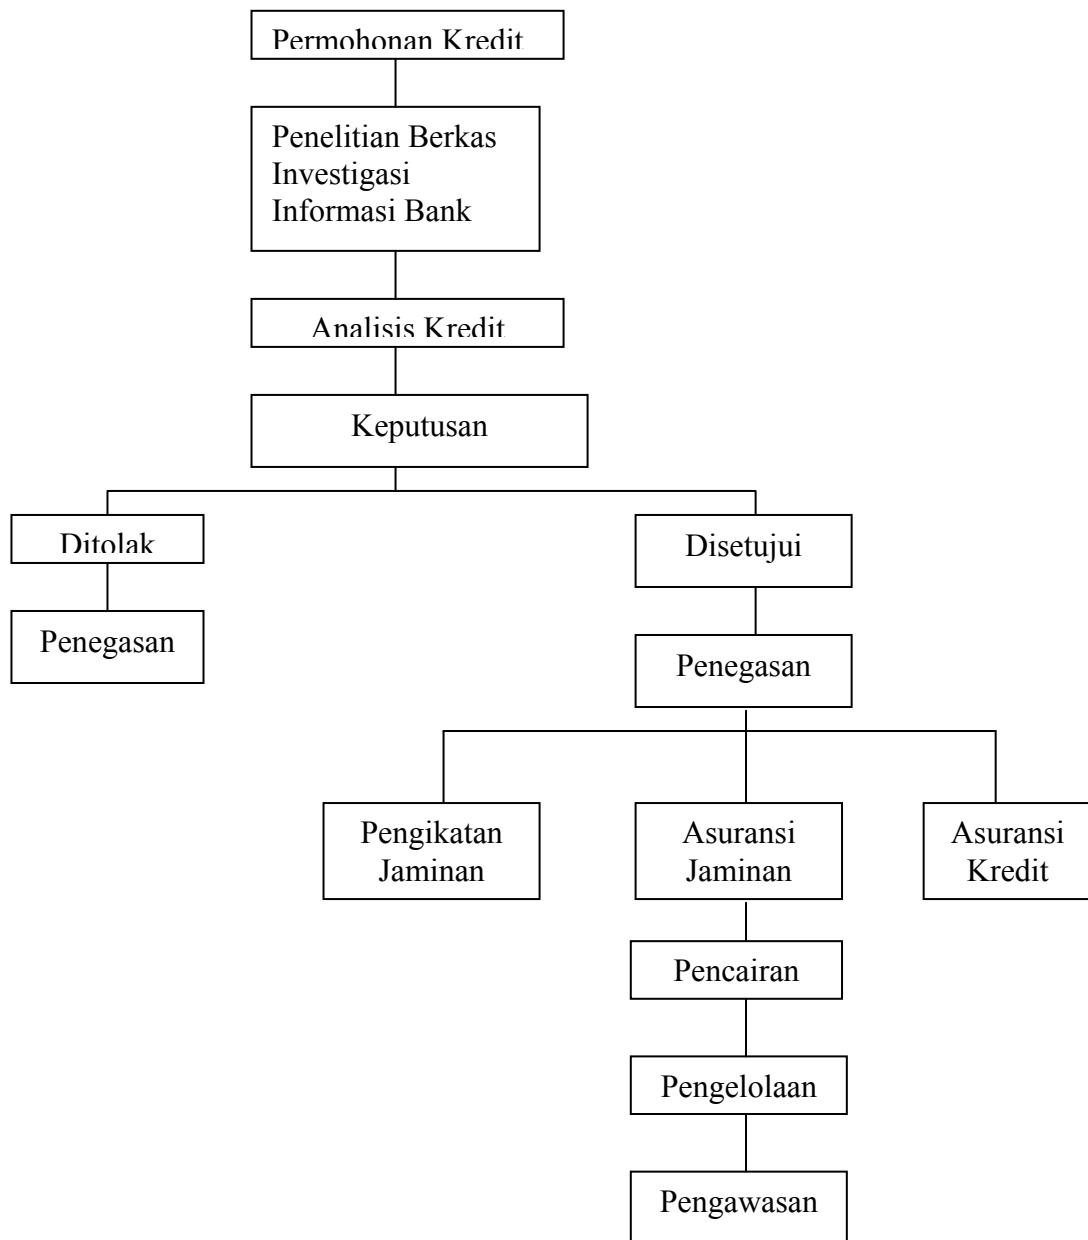 Permohonan Kredit
Penelitian Berkas
Investigasi
Informasi Bank
Analisis Kredit
Keputusan
Ditolak
Disetujui
Penegasan
Penegasan
Pengikatan
Jaminan
Asuransi
Jaminan
Asuransi
Kredit
Pencairan
Pengelolaan
Pengawasan